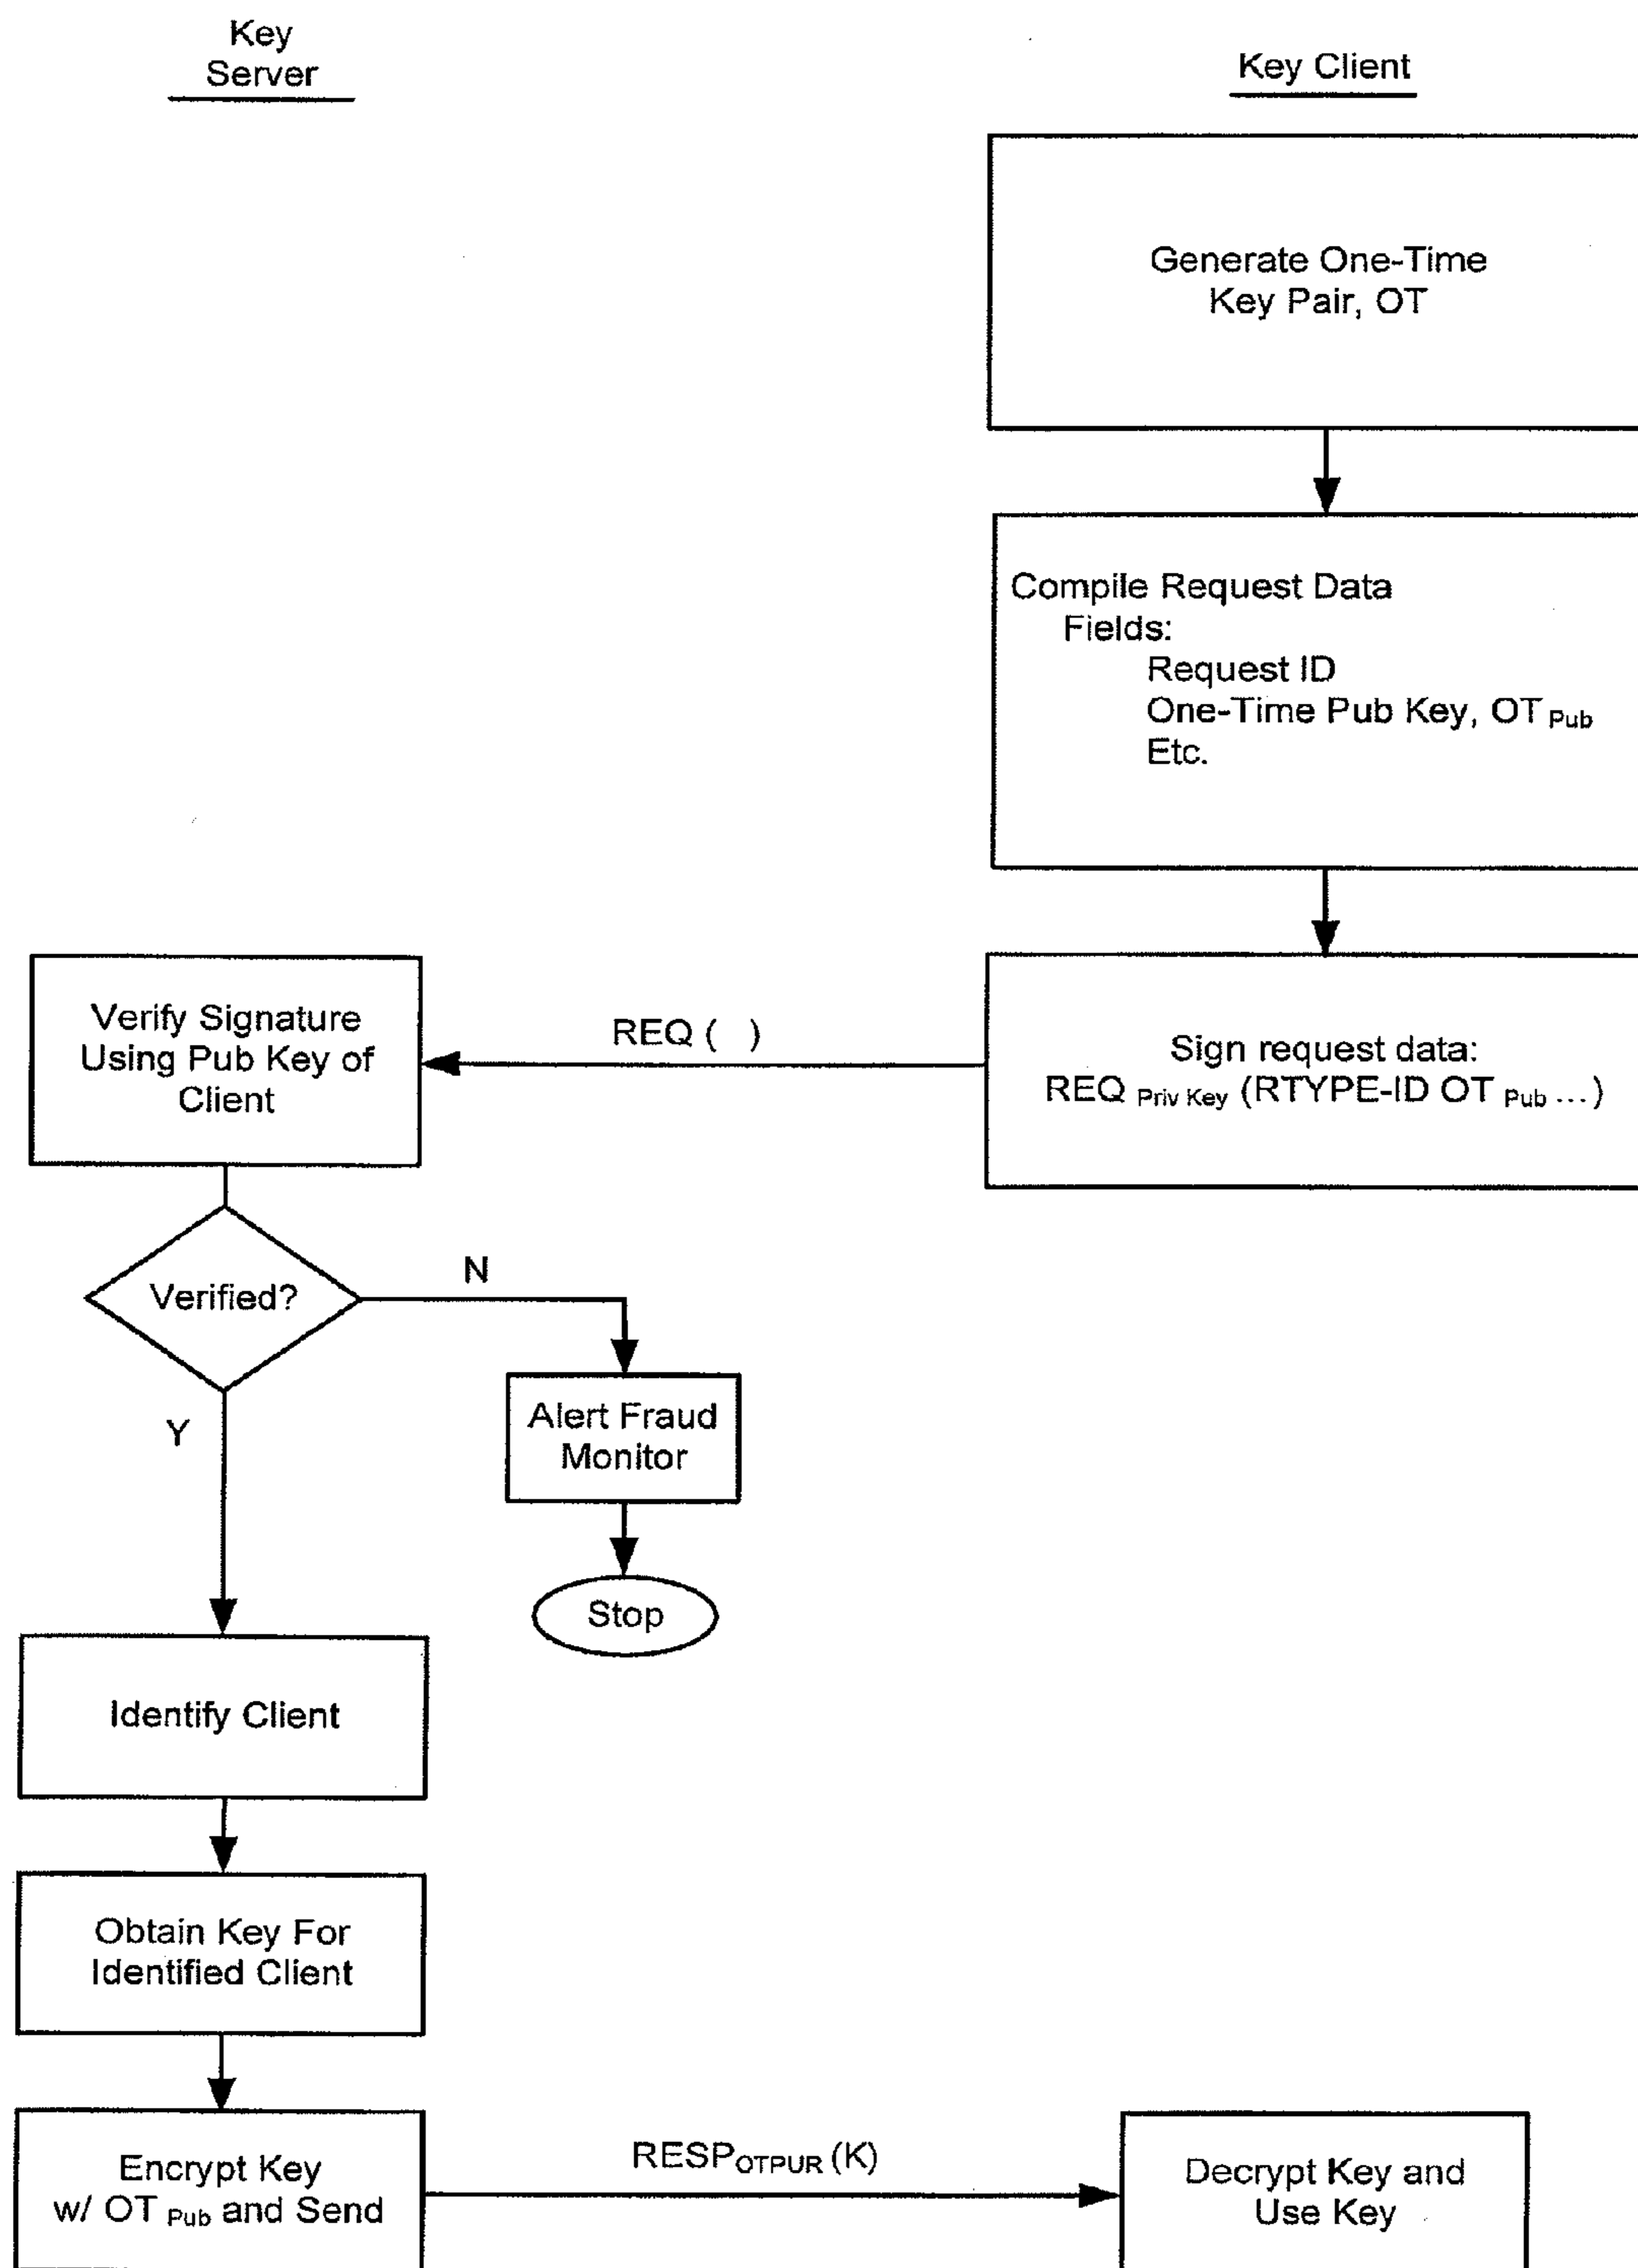 Key
Server
Key Client
Generate One-Time
Key Pair, OT
Compile Request Data
Fields:
Request ID
One-Time Pub Key, OT Pub
Etc.
Sign request data:
REQ Priv Key (RTYPE-ID OT Pub ...)
REQ ( )
Verify Signature
Using Pub Key of
Client
Verified?
N
Y
Alert Fraud
Monitor
Stop
Identify Client
Obtain Key For
Identified Client
Encrypt Key
w/ OT Pub and Send
RESPOTPUR (K)
Decrypt Key and
Use Key